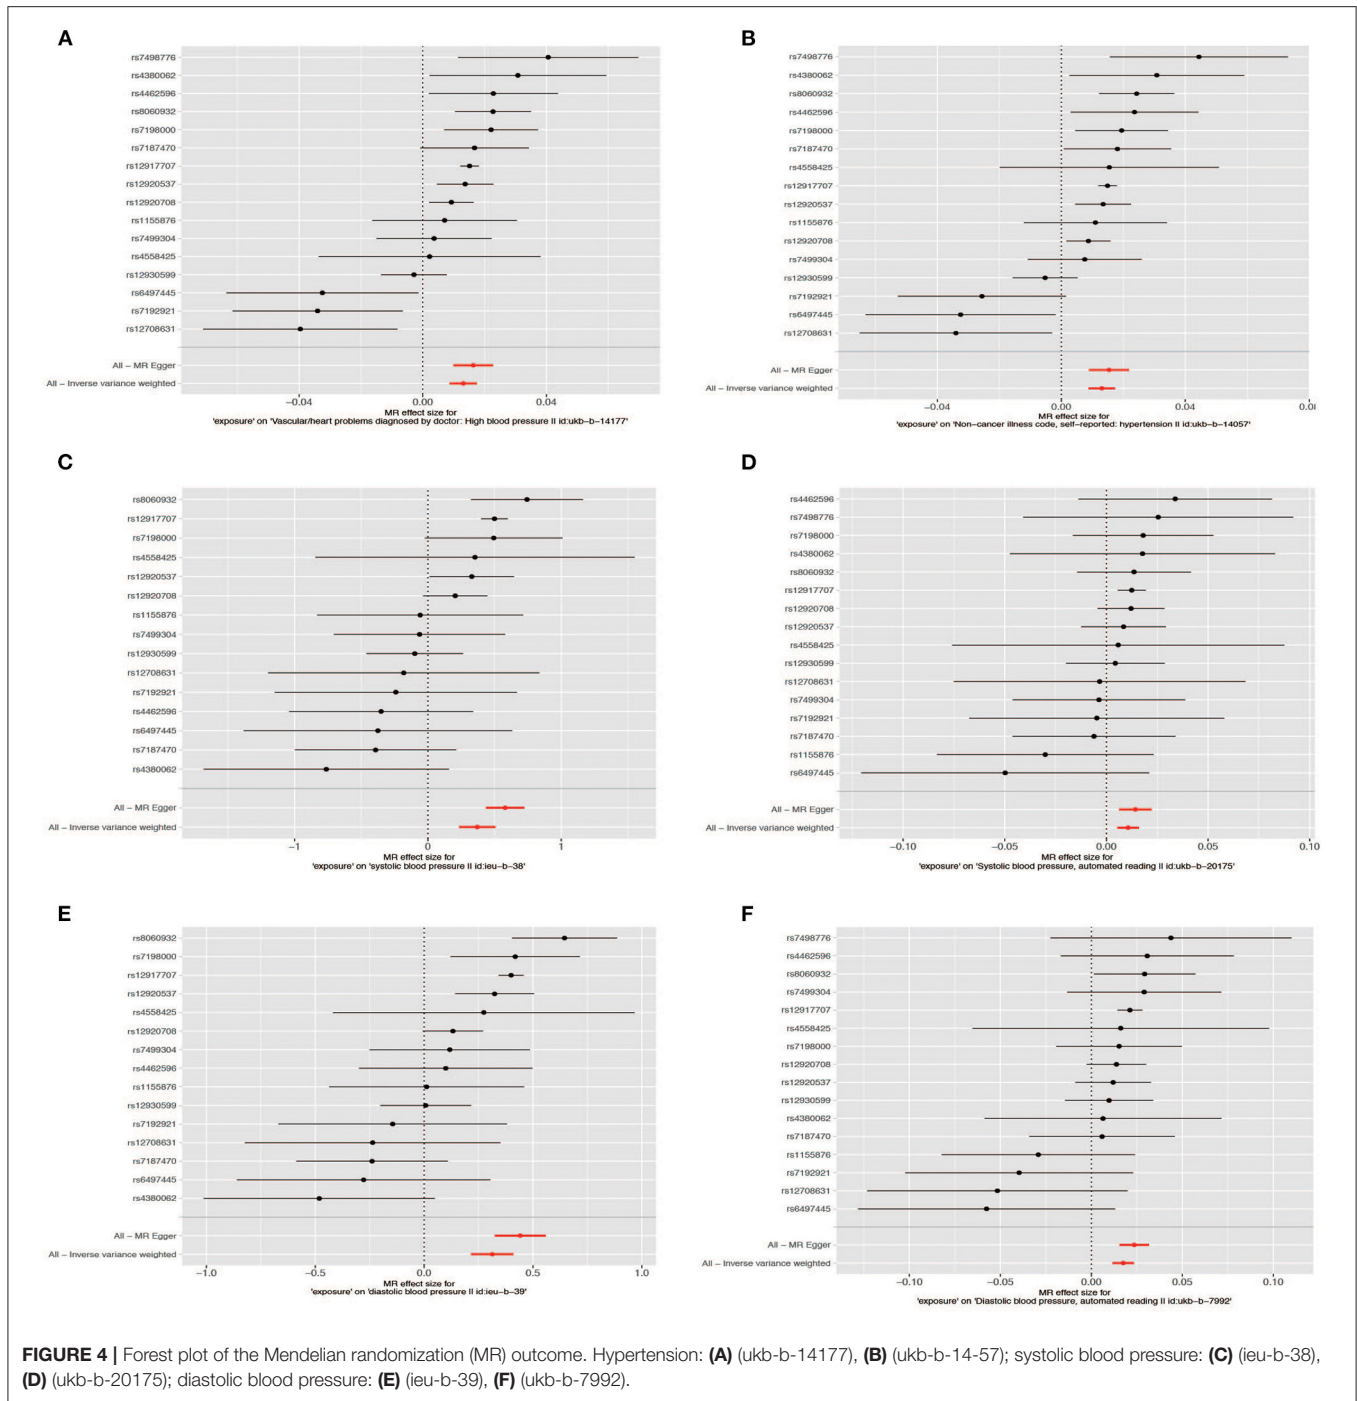 A
rs7498776
rs4380062
rs4462596
rs8060932
rs7198000
rs7187470
rs12917707
rs12920537
rs12920708
rs1155876
rs7499304
rs4558425
rs12930599
rs6497445
rs7192921
rs12708631
All − MR Egger
All − Inverse variance weighted
−0.04 0.00 0.04
MR effect size for
'exposure' on 'Vascular/heart problems diagnosed by doctor: High blood pressure II id:ukb−b−14177'
B
rs7498776
rs4380062
rs8060932
rs4462596
rs7198000
rs7187470
rs4558425
rs12917707
rs12920537
rs1155876
rs12920708
rs7499304
rs12930599
rs7192921
rs6497445
rs12708631
All − MR Egger
All − Inverse variance weighted
−0.04 0.00 0.04
MR effect size for
'exposure' on 'Non−cancer illness code, self−reported: hypertension II id:ukb−b−14057'
C
rs8060932
rs12917707
rs7198000
rs4558425
rs12920537
rs12920708
rs1155876
rs7499304
rs12930599
rs12708631
rs7192921
rs4462596
rs6497445
rs7187470
rs4380062
All − MR Egger
All − Inverse variance weighted
−1 0 1
MR effect size for
'exposure' on 'systolic blood pressure II id:ieu−b−38'
D
rs4462596
rs7498776
rs7198000
rs4380062
rs8060932
rs12917707
rs12920708
rs12920537
rs4558425
rs12930599
rs12708631
rs7499304
rs7192921
rs7187470
rs1155876
rs6497445
All − MR Egger
All − Inverse variance weighted
−0.10 −0.05 0.00 0.05 0.10
MR effect size for
'exposure' on 'Systolic blood pressure, automated reading II id:ukb−b−20175'
E
rs8060932
rs7198000
rs12917707
rs12920537
rs4558425
rs12920708
rs7499304
rs4462596
rs1155876
rs12930599
rs7192921
rs12708631
rs7187470
rs6497445
rs4380062
All − MR Egger
All − Inverse variance weighted
−1.0 −0.5 0.0 0.5 1.0
MR effect size for
'exposure' on 'diastolic blood pressure II id:ieu−b−39'
F
rs7498776
rs4462596
rs8060932
rs7499304
rs12917707
rs4558425
rs7198000
rs12920708
rs12920537
rs12930599
rs4380062
rs7187470
rs1155876
rs7192921
rs12708631
rs6497445
All − MR Egger
All − Inverse variance weighted
−0.10 −0.05 0.00 0.05 0.10
MR effect size for
'exposure' on 'Diastolic blood pressure, automated reading II id:ukb−b−7992'
FIGURE 4 | Forest plot of the Mendelian randomization (MR) outcome. Hypertension: (A) (ukb-b-14177), (B) (ukb-b-14-57); systolic blood pressure: (C) (ieu-b-38),
(D) (ukb-b-20175); diastolic blood pressure: (E) (ieu-b-39), (F) (ukb-b-7992).